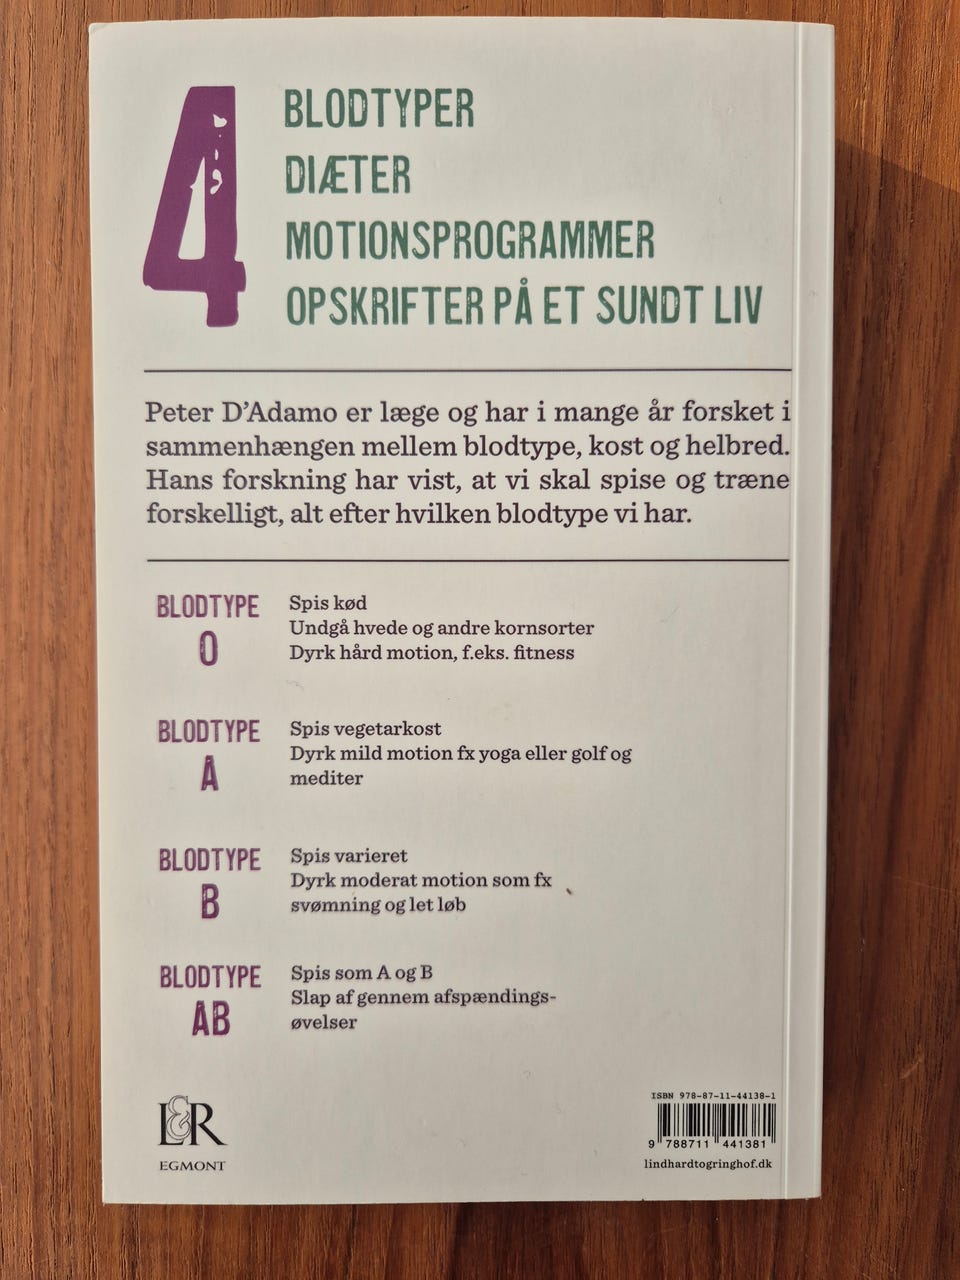 4
BLODTYPER
DIÆTER
MOTIONSPROGRAMMER
OPSKRIFTER PÅ ET SUNDT LIV
Peter D'Adamo er læge og har i mange år forsket i
sammenhængen mellem blodtype, kost og helbred.
Hans forskning har vist, at vi skal spise og træne
forskelligt, alt efter hvilken blodtype vi har.
BLODTYPE
O
Spis kød
Undgå hvede og andre kornsorter
Dyrk hård motion, f.eks. fitness
BLODTYPE
A
Spis vegetarkost
Dyrk mild motion fx yoga eller golf og
mediter
BLODTYPE
B
Spis varieret
Dyrk moderat motion som fx
svømning og let løb
BLODTYPE
AB
Spis som A og B
Slap af gennem afspændings-
øvelser
L&R
EGMONT
ISBN 978-87-11-44138-1
9 788711 441381
lindhardtogringhof.dk